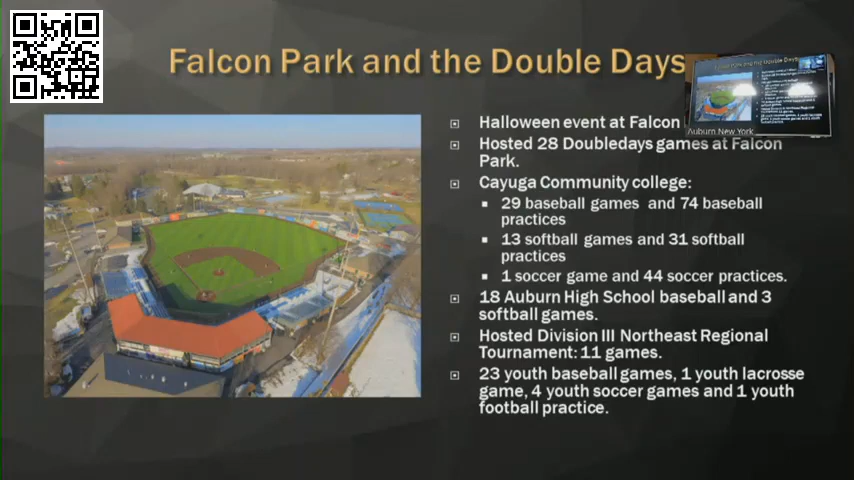 Falcon Park and the Double Days
Halloween event at Falcon
Hosted 28 Doubledays games at Falcon
Park.
Cayuga Community college:
29 baseball games and 74 baseball
practices
13 softball games and 31 softball
practices
1 soccer game and 44 soccer practices.
18 Auburn High School baseball and 3
softball games.
Hosted Division III Northeast Regional
Tournament: 11 games.
23 youth baseball games, 1 youth lacrosse
game, 4 youth soccer games and 1 youth
football practice.
Auburn New York